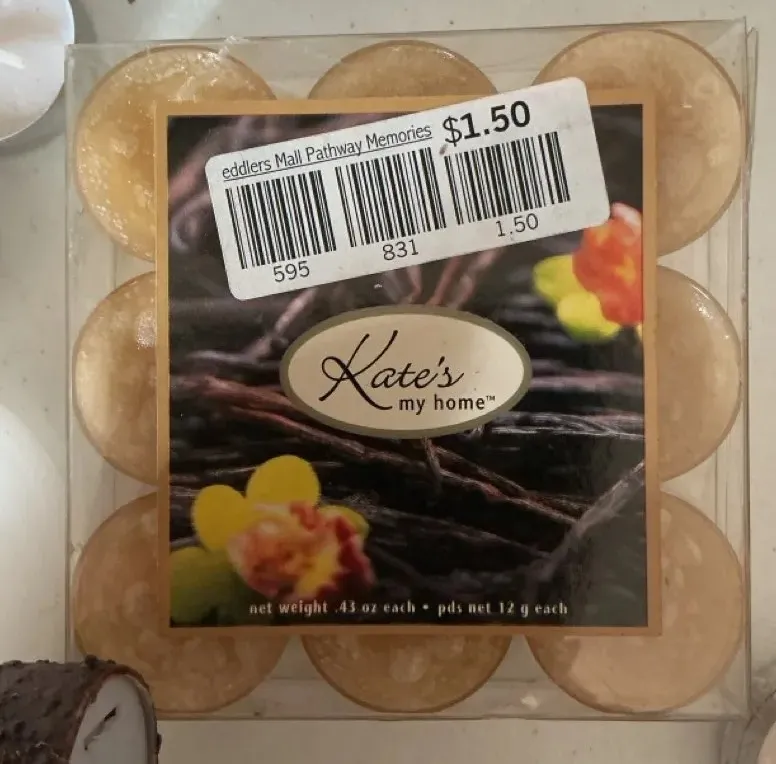 eddlers Mall Pathway Memories $1.50
595 831 1.50
Kate's
my home™
net weight .43 oz each • pds net 12 g each